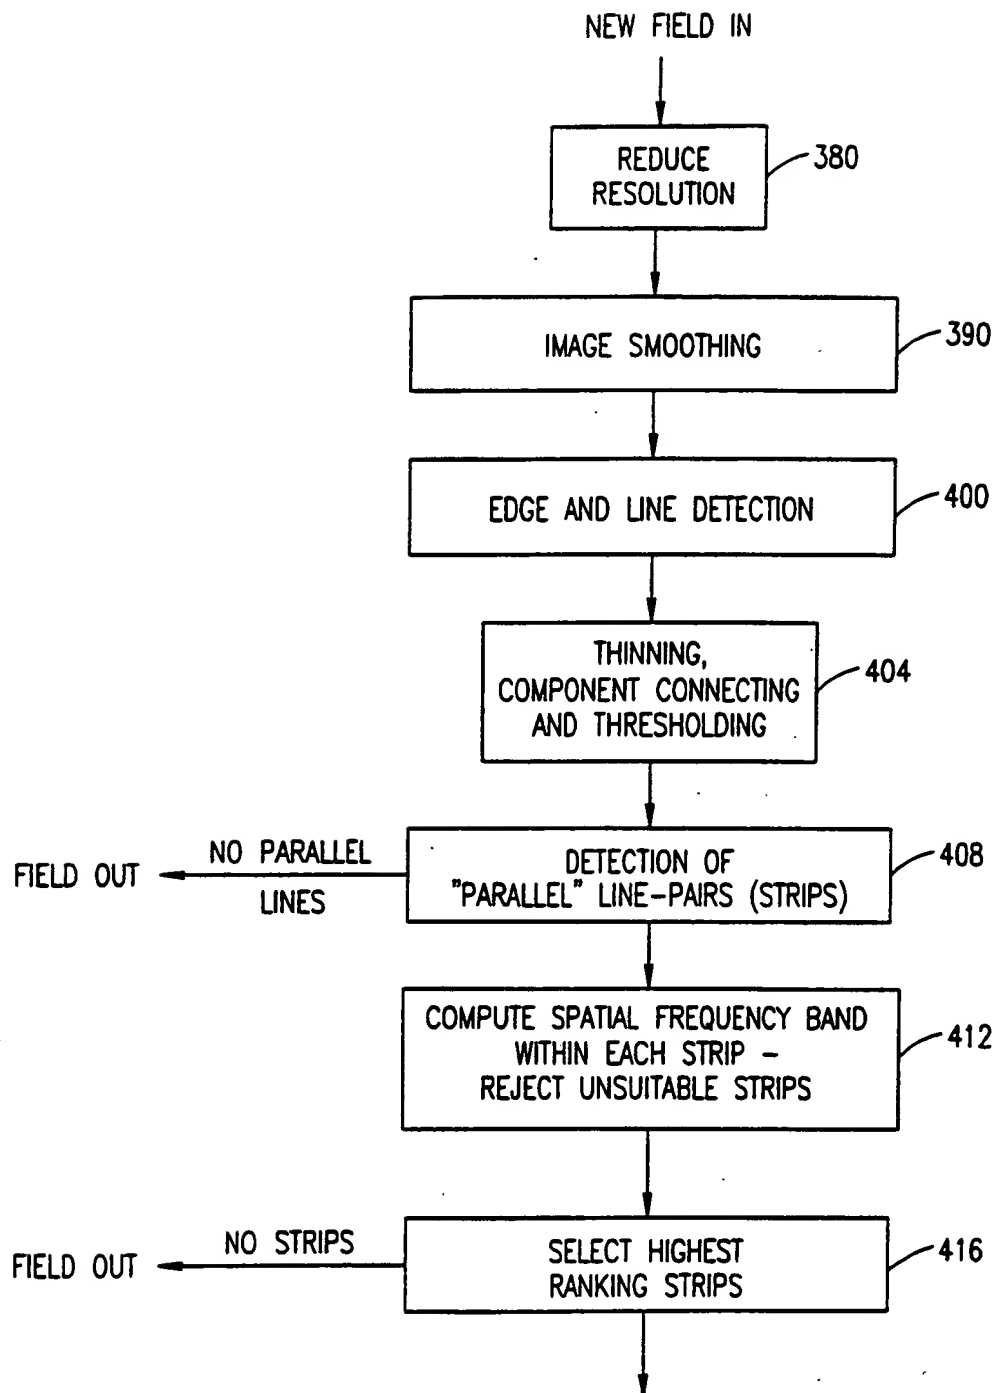 NEW FIELD IN
REDUCE
RESOLUTION
380
IMAGE SMOOTHING
390
EDGE AND LINE DETECTION
400
THINNING,
COMPONENT CONNECTING
AND THRESHOLDING
404
FIELD OUT
NO PARALLEL
LINES
DETECTION OF
"PARALLEL" LINE-PAIRS (STRIPS)
408
COMPUTE SPATIAL FREQUENCY BAND
WITHIN EACH STRIP -
REJECT UNSUITABLE STRIPS
412
FIELD OUT
NO STRIPS
SELECT HIGHEST
RANKING STRIPS
416